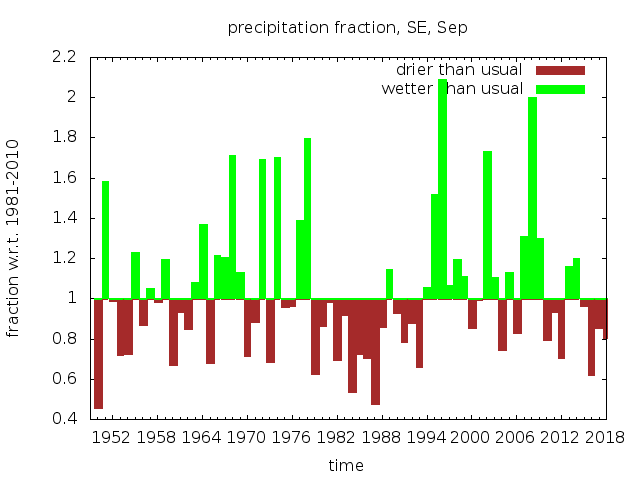 precipitation fraction, SE, Sep
drier than usual
wetter than usual
fraction w.r.t. 1981-2010
2.2
2
1.8
1.6
1.4
1.2
1
0.8
0.6
0.4
1952 1958 1964 1970 1976 1982 1988 1994 2000 2006 2012 2018
time